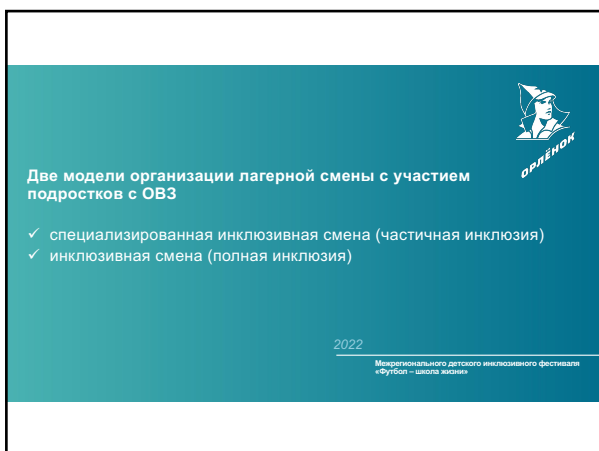 ОРЛЁНОК
Две модели организации лагерной смены с участием
подростков с ОВЗ
✓ специализированная инклюзивная смена (частичная инклюзия)
✓ инклюзивная смена (полная инклюзия)
2022
Межрегионального детского инклюзивного фестиваля
«Футбол – школа жизни»